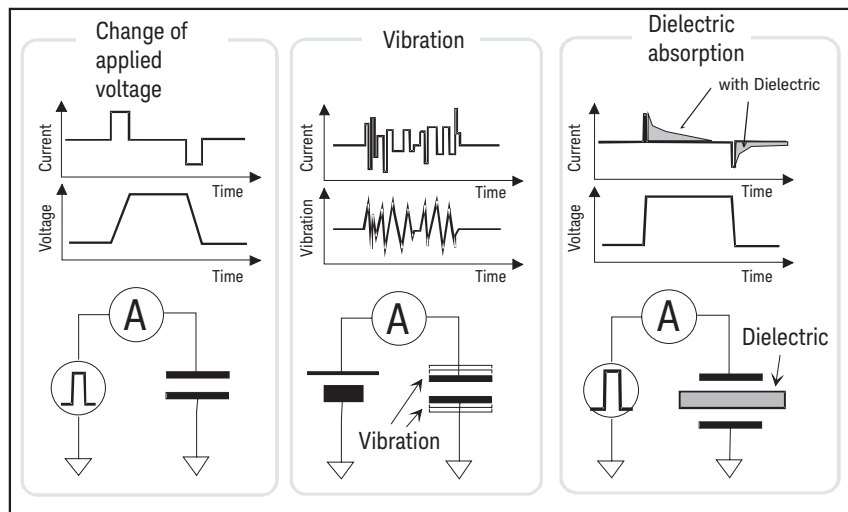 Change of
applied
voltage
Current
Time
Voltage
Time
A
Vibration
Current
Time
Vibration
Time
A
Vibration
Dielectric
absorption
with Dielectric
Current
Time
Voltage
Time
A
Dielectric